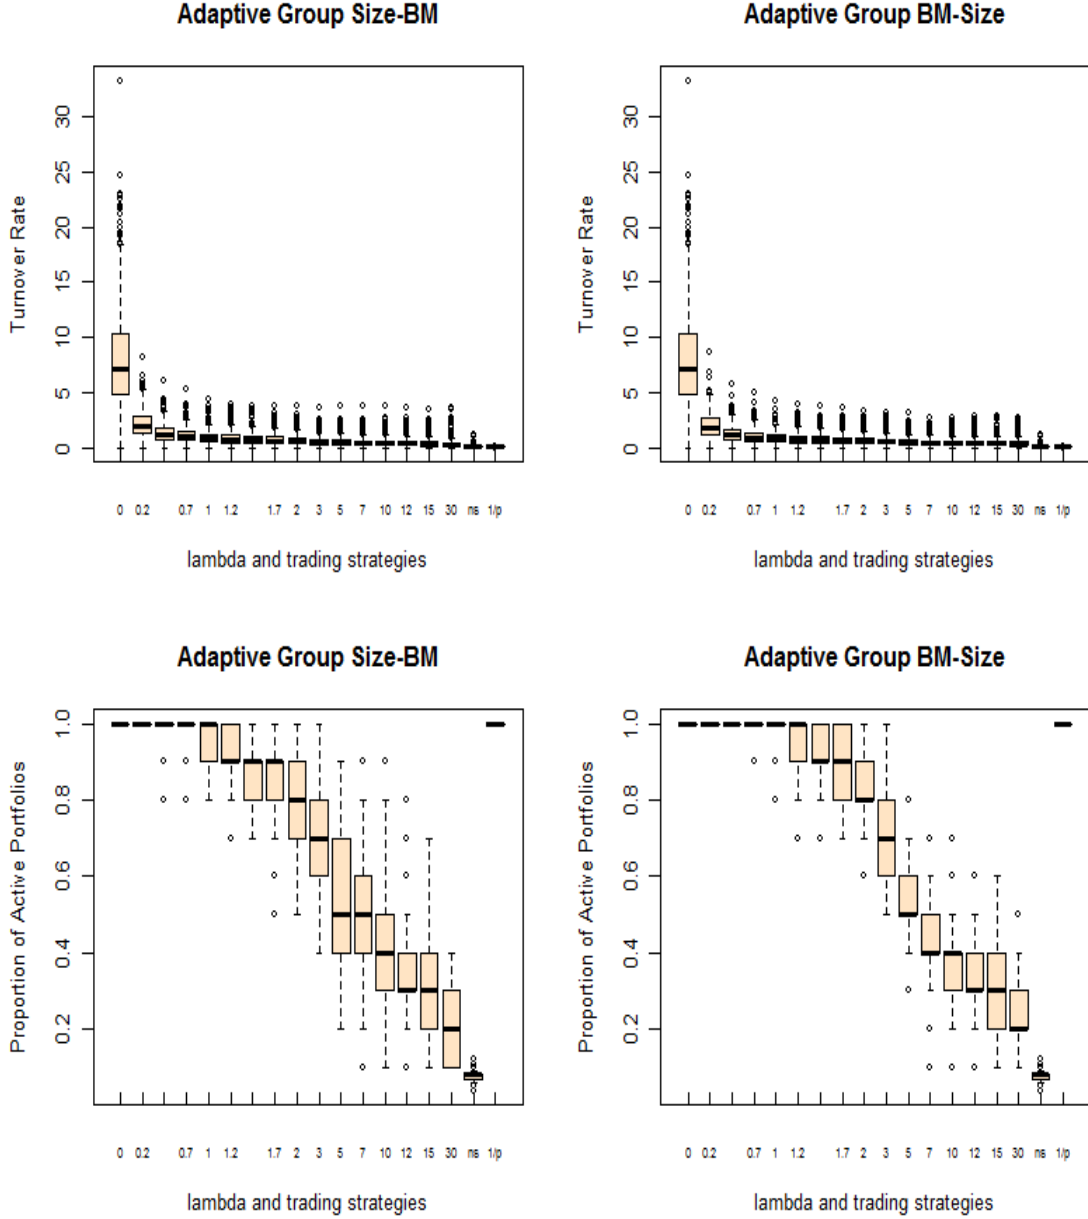 Adaptive Group Size-BM
Adaptive Group BM-Size
Turnover Rate
30
25
20
15
10
5
0
0 0.2 0.7 1 1.2 1.7 2 3 5 7 10 12 15 30 ns 1/p
lambda and trading strategies
Turnover Rate
30
25
20
15
10
5
0
0 0.2 0.7 1 1.2 1.7 2 3 5 7 10 12 15 30 ns 1/p
lambda and trading strategies
Adaptive Group Size-BM
Adaptive Group BM-Size
Proportion of Active Portfolios
1.0
0.8
0.6
0.4
0.2
0 0.2 0.7 1 1.2 1.7 2 3 5 7 10 12 15 30 ns 1/p
lambda and trading strategies
Proportion of Active Portfolios
1.0
0.8
0.6
0.4
0.2
0 0.2 0.7 1 1.2 1.7 2 3 5 7 10 12 15 30 ns 1/p
lambda and trading strategies